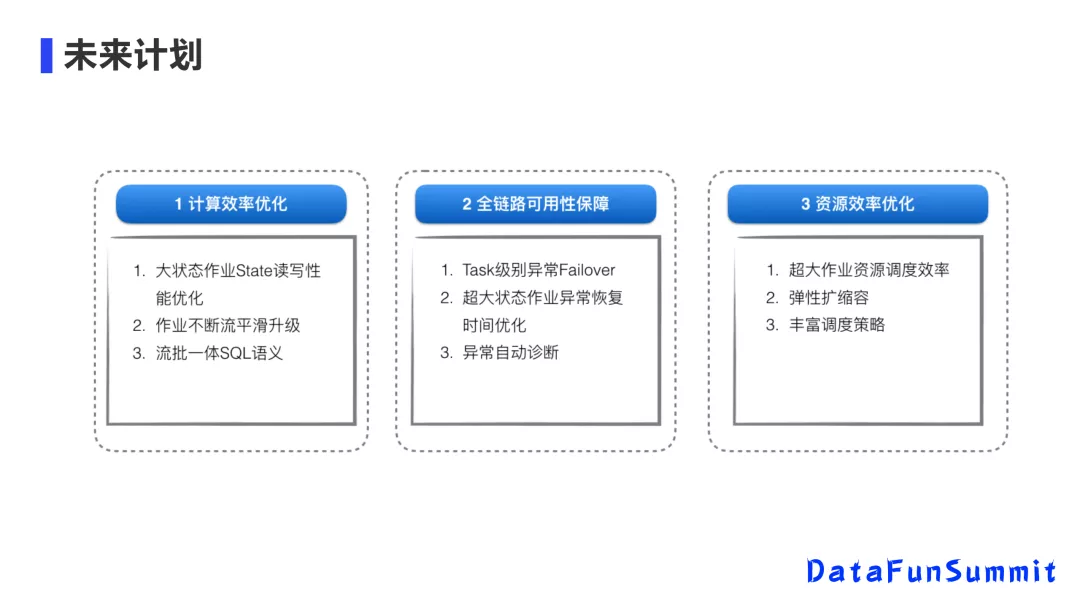 未来计划
1 计算效率优化
1. 大状态作业State读写性
能优化
2. 作业不断流平滑升级
3. 流批一体SQL语义
2 全链路可用性保障
1. Task级别异常Failover
2. 超大状态作业异常恢复
时间优化
3. 异常自动诊断
3 资源效率优化
1. 超大作业资源调度效率
2. 弹性扩缩容
3. 丰富调度策略
DataFunSummit